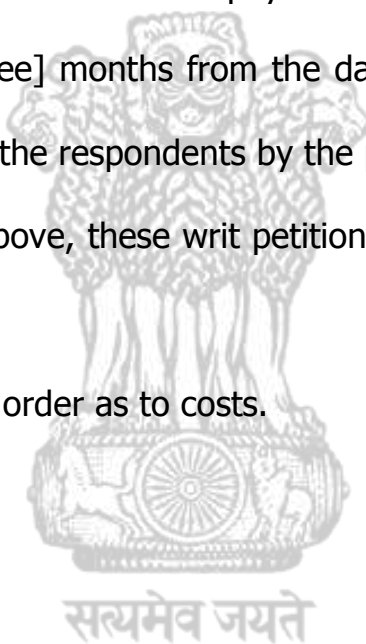 ee] months from the da
the respondents by the
bove, these writ petition
order as to costs.
सत्यमेव जयते